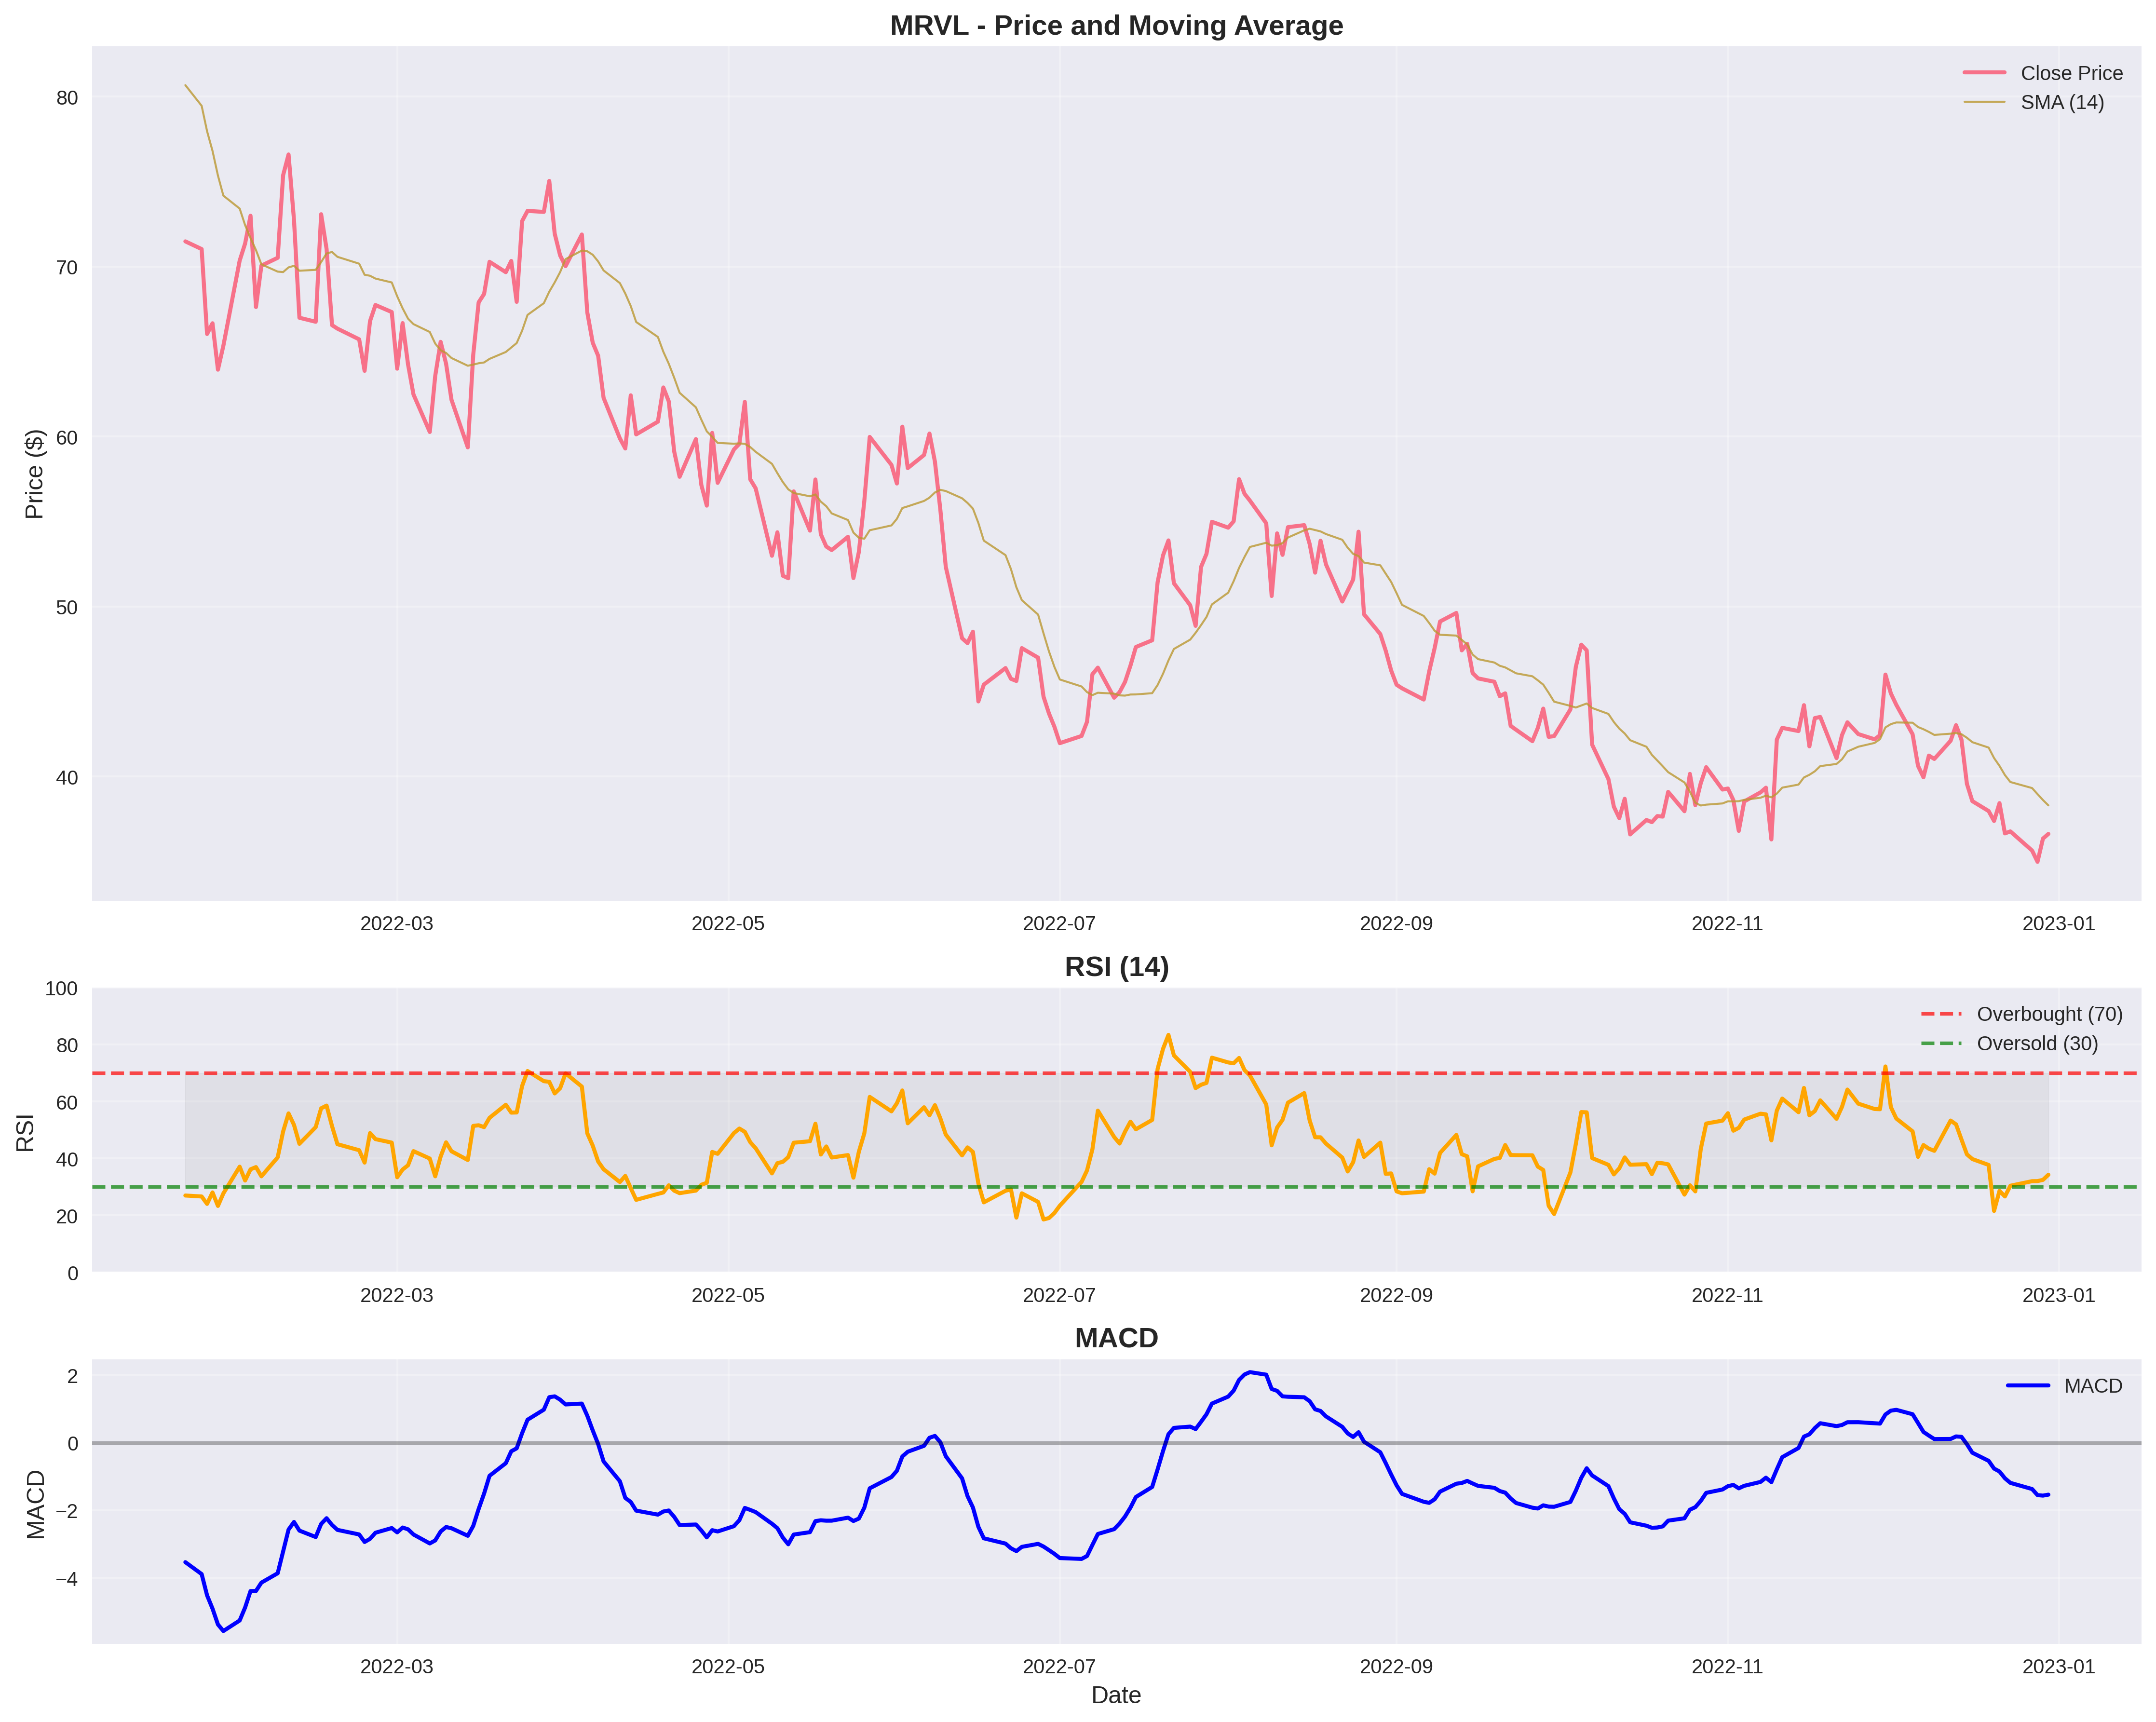 MRVL - Price and Moving Average
Close Price
SMA (14)
80
70
60
50
40
Price ($)
2022-03 2022-05 2022-07 2022-09 2022-11 2023-01
RSI (14)
Overbought (70)
Oversold (30)
100
80
60
40
20
0
RSI
2022-03 2022-05 2022-07 2022-09 2022-11 2023-01
MACD
MACD
2
0
−2
−4
MACD
2022-03 2022-05 2022-07 2022-09 2022-11 2023-01
Date